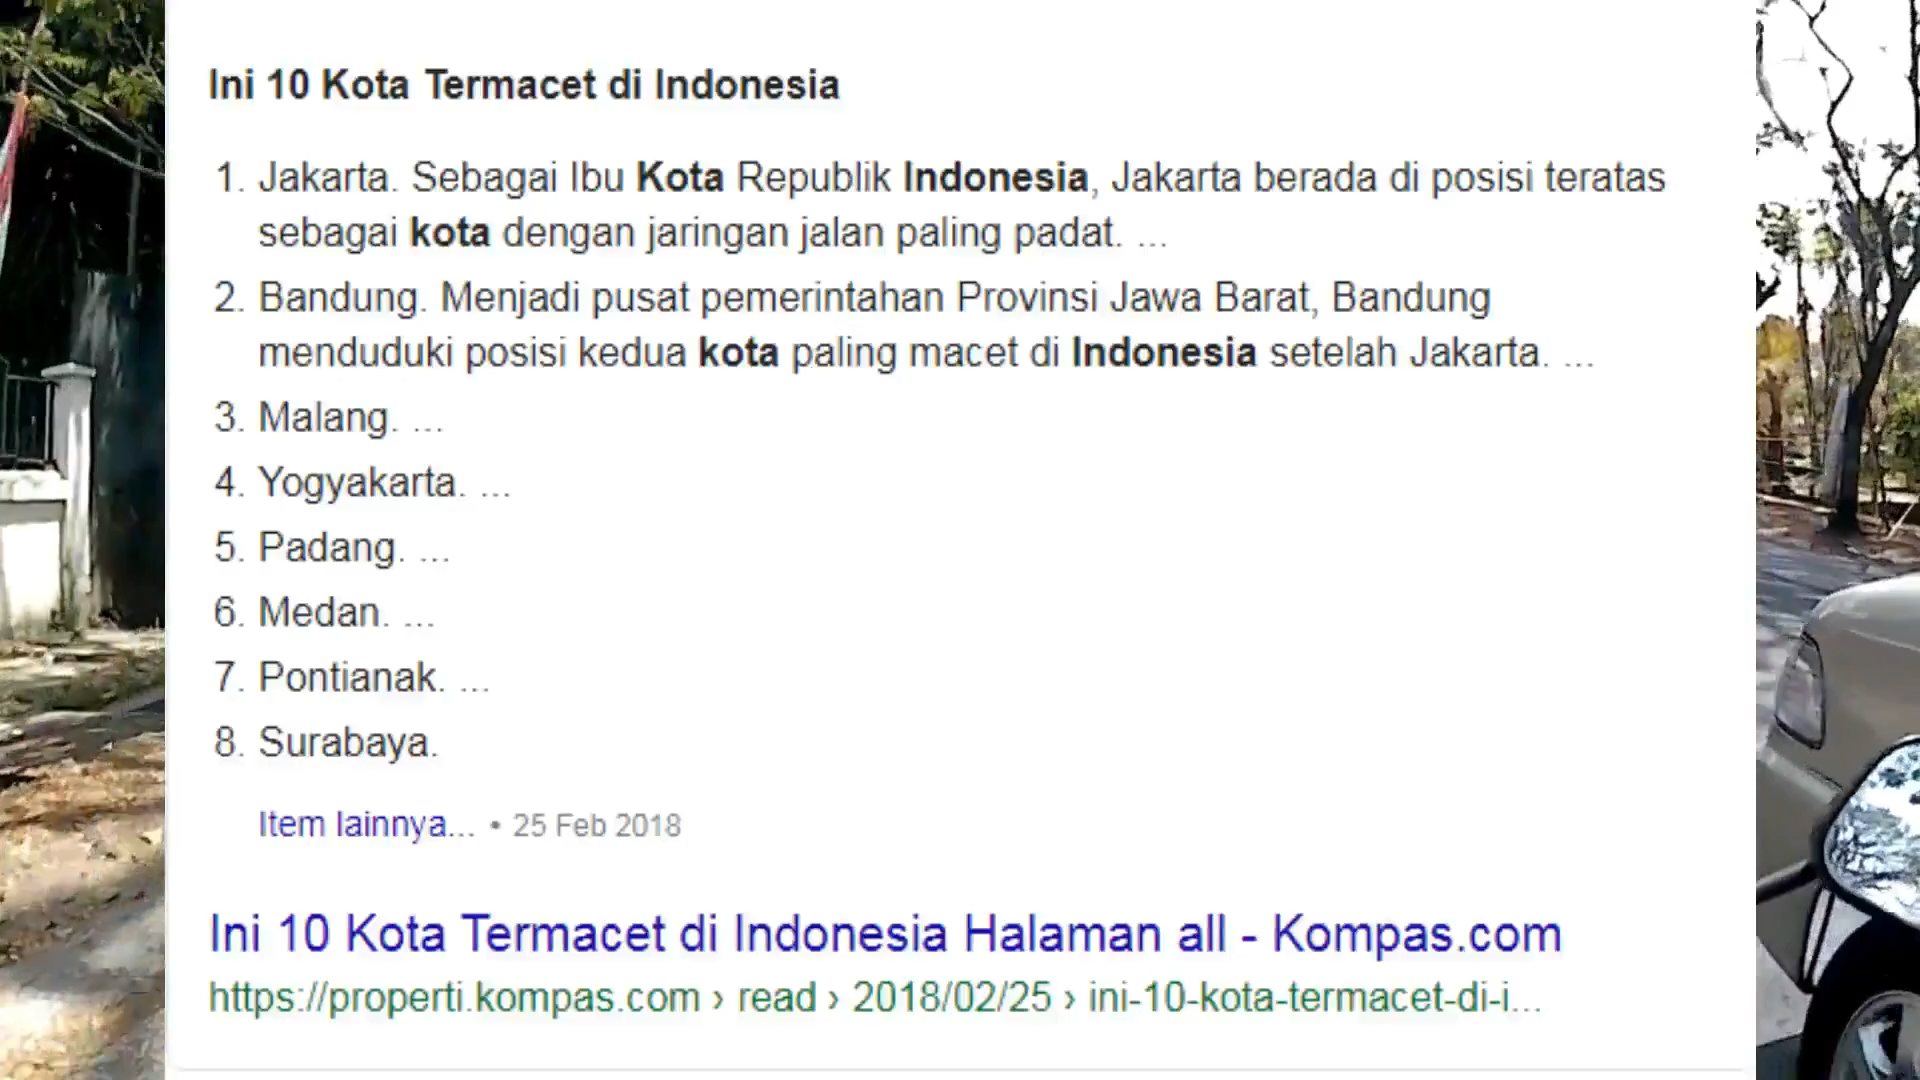 Ini 10 Kota Termacet di Indonesia
1. Jakarta. Sebagai Ibu Kota Republik Indonesia, Jakarta berada di posisi teratas
sebagai kota dengan jaringan jalan paling padat. ...
2. Bandung. Menjadi pusat pemerintahan Provinsi Jawa Barat, Bandung
menduduki posisi kedua kota paling macet di Indonesia setelah Jakarta. ...
3. Malang. ...
4. Yogyakarta. ...
5. Padang. ...
6. Medan. ...
7. Pontianak. ...
8. Surabaya.
Item lainnya... • 25 Feb 2018
Ini 10 Kota Termacet di Indonesia Halaman all - Kompas.com
https://properti.kompas.com › read › 2018/02/25 › ini-10-kota-termacet-di-i...